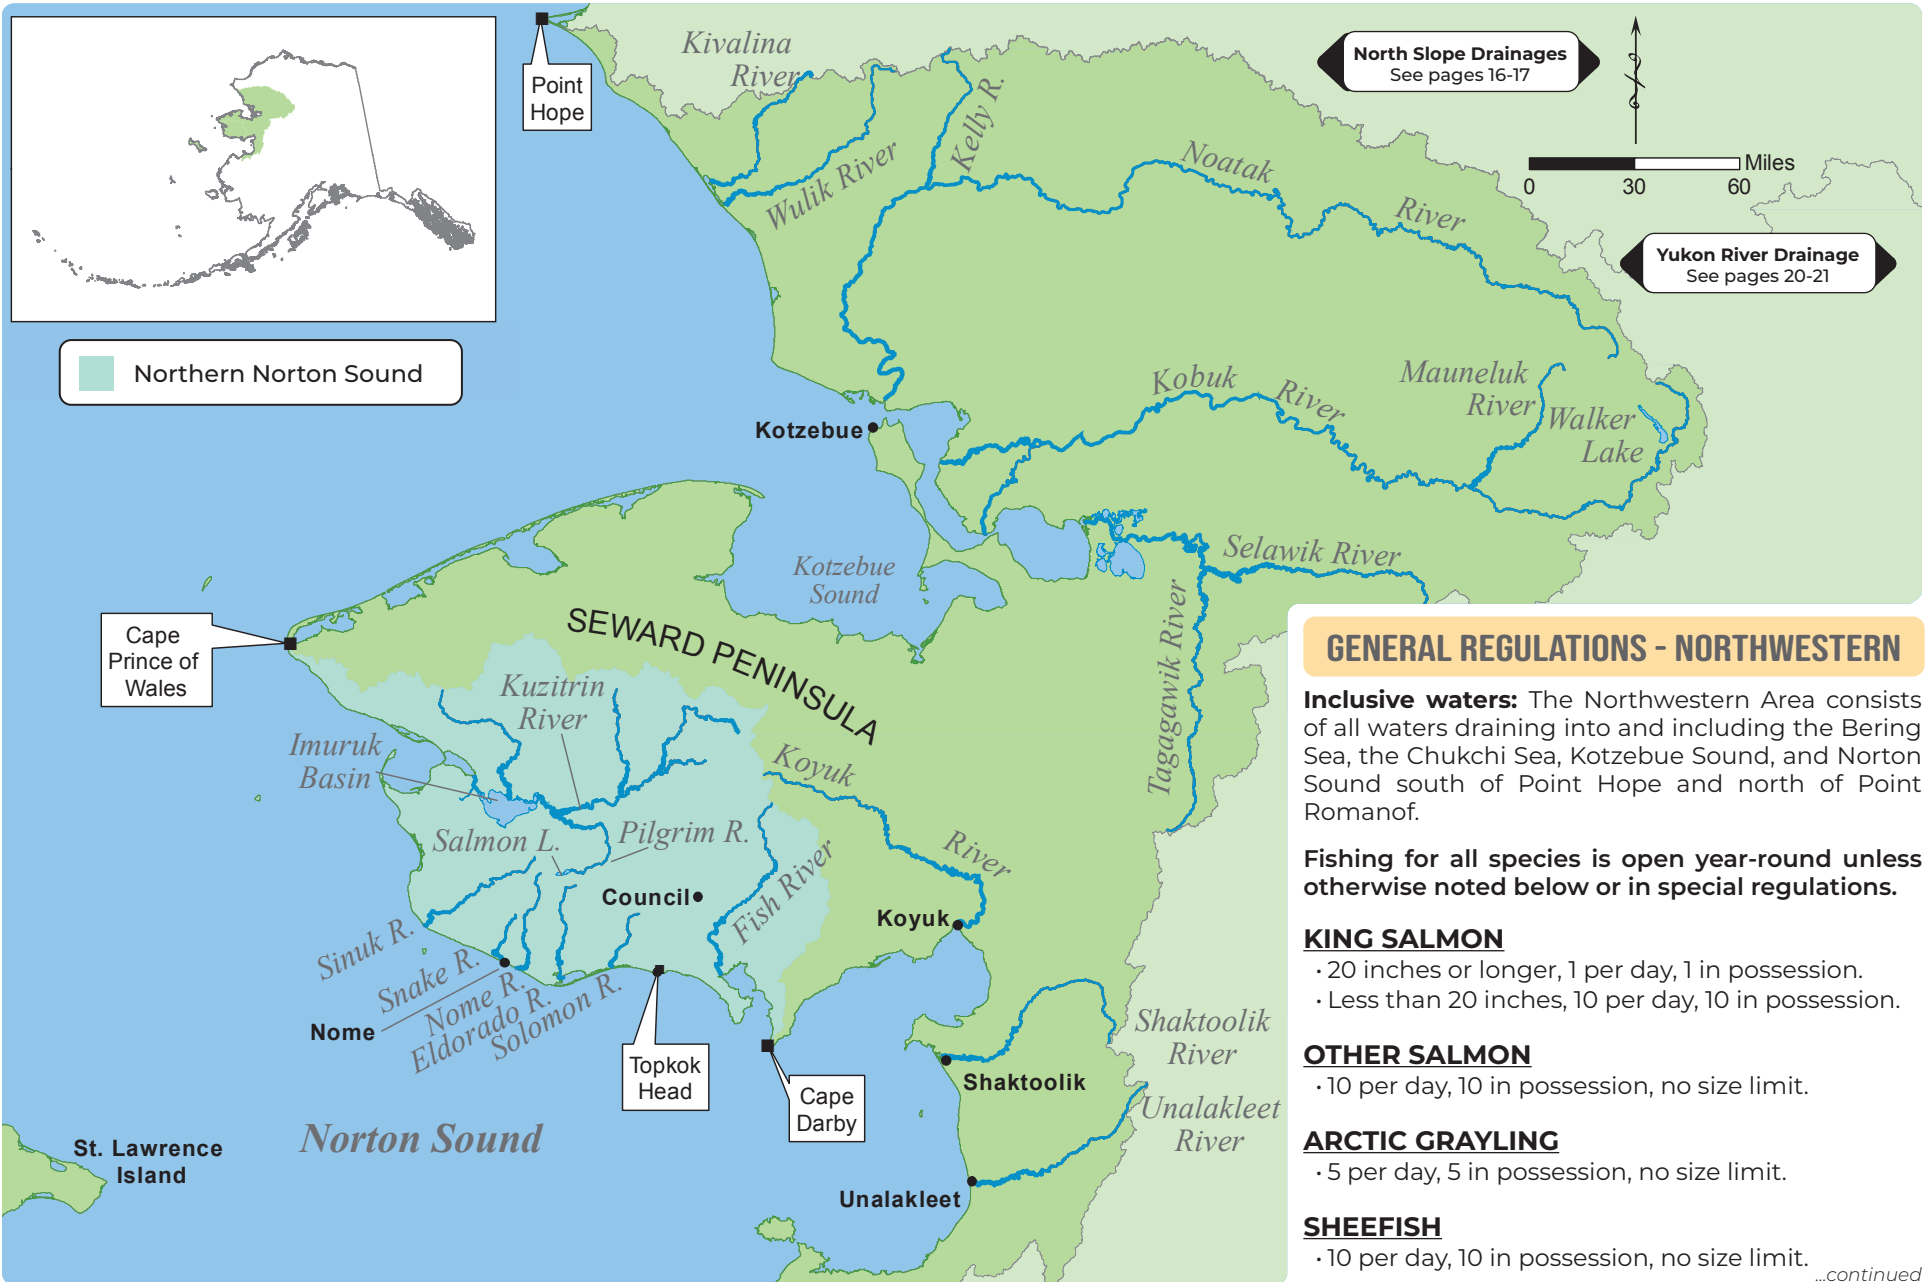 Kivalina
River
Point
Hope
Kelly R.
Wulik River
Noatak
River
North Slope Drainages
See pages 16-17
Miles
0 30 60
Yukon River Drainage
See pages 20-21
Northern Norton Sound
Kotzebue
Kobuk
River
Mauneluk
River
Walker
Lake
Kotzebue
Sound
Selawik River
Tagagawik River
Cape
Prince of
Wales
SEWARD PENINSULA
Kuzitrin
River
Imuruk
Basin
Koyuk
River
Salmon L.
Pilgrim R.
Council
Fish River
Koyuk
Sinuk R.
Snake R.
Nome
Nome R.
Eldorado R.
Solomon R.
Topkok
Head
Cape
Darby
Shaktoolik
River
Shaktoolik
Unalakleet
River
Unalakleet
Norton Sound
St. Lawrence
Island
GENERAL REGULATIONS - NORTHWESTERN
Inclusive waters: The Northwestern Area consists
of all waters draining into and including the Bering
Sea, the Chukchi Sea, Kotzebue Sound, and Norton
Sound south of Point Hope and north of Point
Romanof.
Fishing for all species is open year-round unless
otherwise noted below or in special regulations.
KING SALMON
• 20 inches or longer, 1 per day, 1 in possession.
• Less than 20 inches, 10 per day, 10 in possession.
OTHER SALMON
• 10 per day, 10 in possession, no size limit.
ARCTIC GRAYLING
• 5 per day, 5 in possession, no size limit.
SHEEFISH
• 10 per day, 10 in possession, no size limit.
...continued